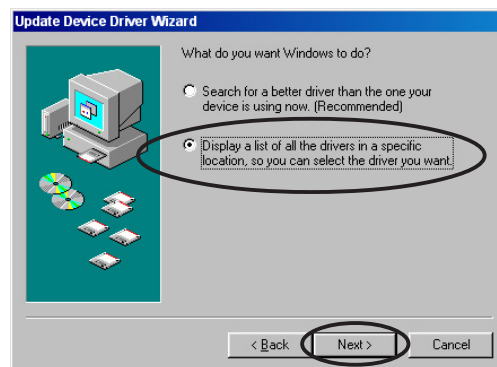 Update Device Driver Wizard
What do you want Windows to do?
Search for a better driver than the one your
device is using now. (Recommended)
Display a list of all the drivers in a specific
location, so you can select the driver you want.
< Back
Next >
Cancel